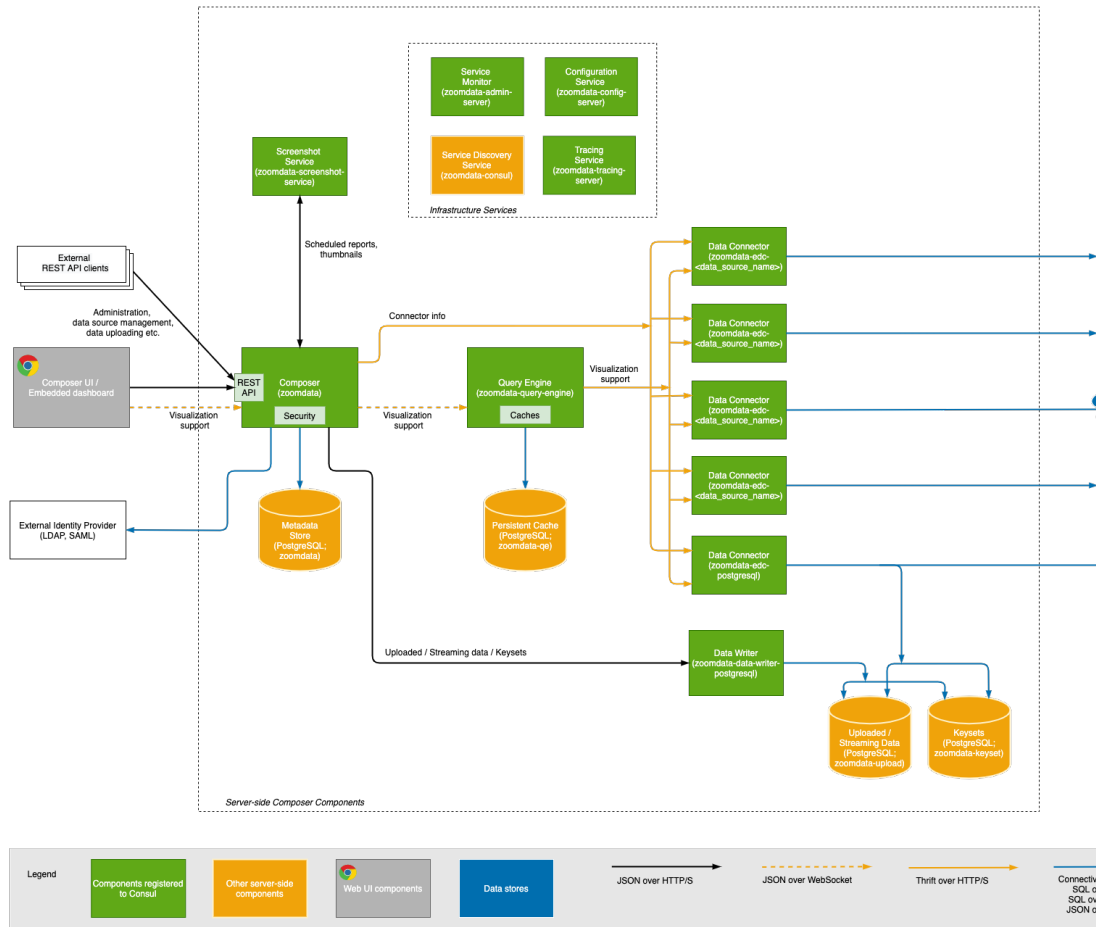 Service
Monitor
(zoomdata-admin-
server)
Configuration
Service
(zoomdata-config-
server)
Service Discovery
Service
(zoomdata-consul)
Tracing
Service
(zoomdata-tracing-
server)
Infrastructure Services
Screenshot
Service
(zoomdata-screenshot-
service)
Scheduled reports,
thumbnails
External
REST API clients
Administration,
data source management,
data uploading etc.
Connector info
Composer UI /
Embedded dashboard
REST
API
Composer
(zoomdata)
Security
Visualization
support
Visualization
support
Query Engine
(zoomdata-query-engine)
Caches
Visualization
support
Data Connector
(zoomdata-edc-
<data_source_name>)
Data Connector
(zoomdata-edc-
<data_source_name>)
Data Connector
(zoomdata-edc-
<data_source_name>)
Data Connector
(zoomdata-edc-
<data_source_name>)
Data Connector
(zoomdata-edc-
postgresql)
External Identity Provider
(LDAP, SAML)
Metadata
Store
(PostgreSQL;
zoomdata)
Persistent Cache
(PostgreSQL;
zoomdata-qe)
Uploaded / Streaming data / Keysets
Data Writer
(zoomdata-data-writer-
postgresql)
Uploaded /
Streaming Data
(PostgreSQL;
zoomdata-upload)
Keysets
(PostgreSQL;
zoomdata-keyset)
Server-side Composer Components
Legend
Components registered
to Consul
Other server-side
components
Web UI components
Data stores
JSON over HTTP/S
JSON over WebSocket
Thrift over HTTP/S
SQL
SQL
JSON